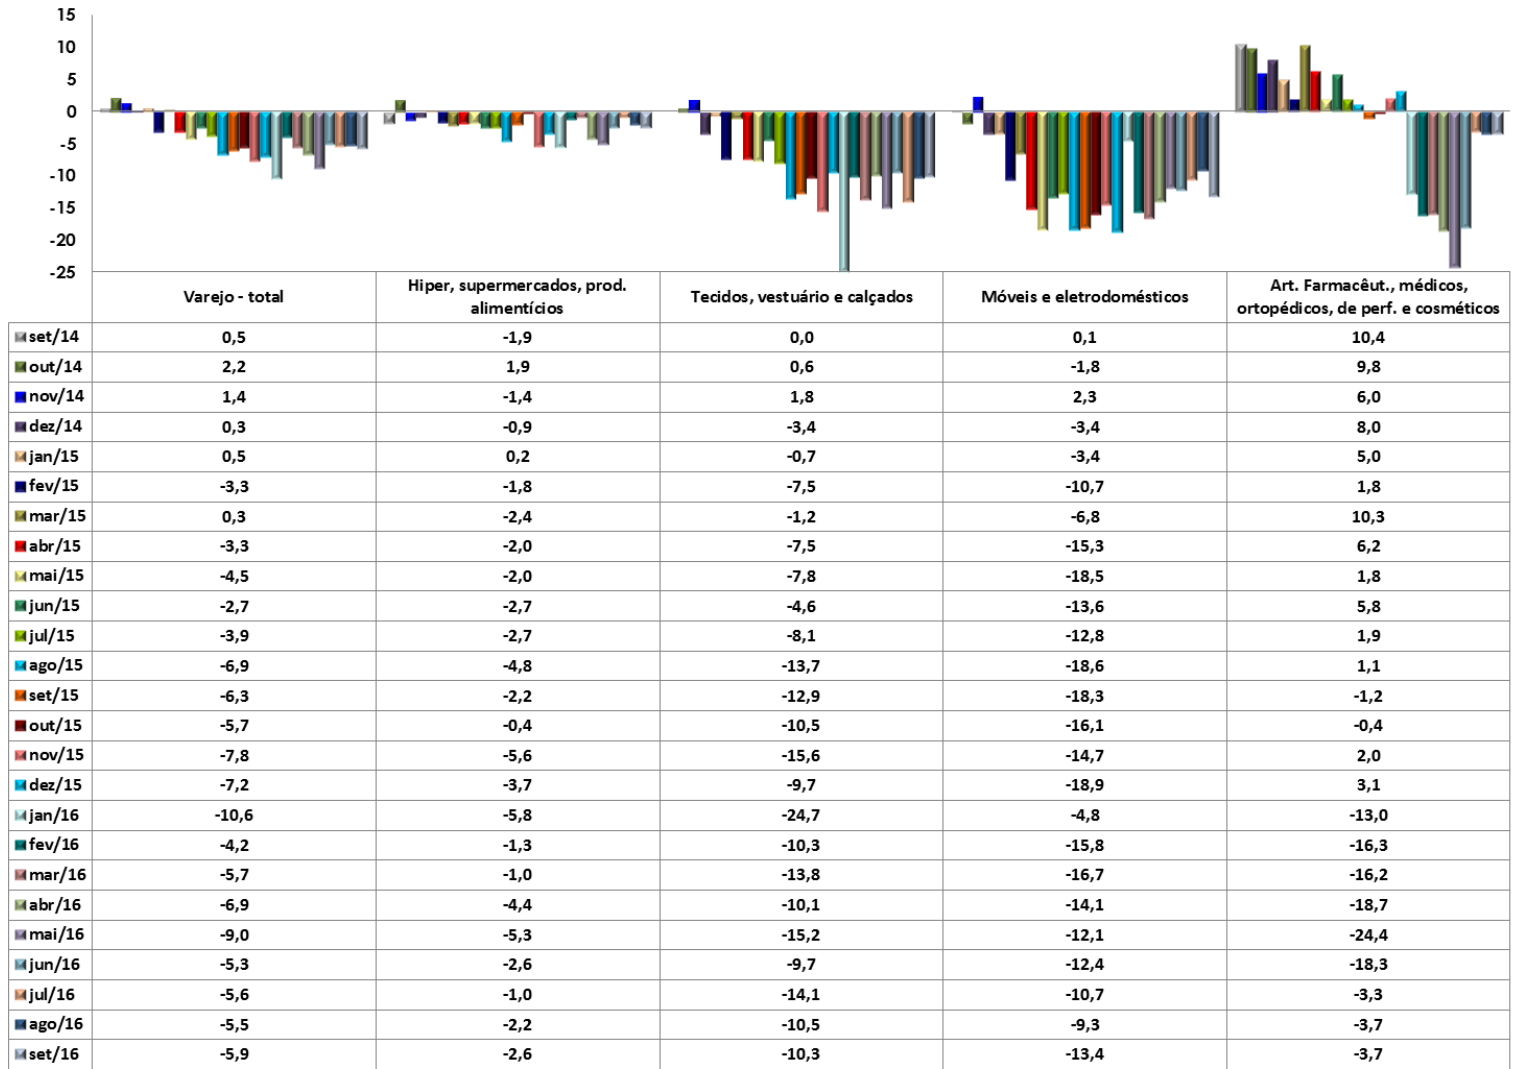 15
10
5
0
-5
-10
-15
-20
-25
Varejo - total
Hiper, supermercados, prod.
alimentícios
Tecidos, vestuário e calçados
Móveis e eletrodomésticos
Art. Farmacêut., médicos,
ortopédicos, de perf. e cosméticos
set/14 0,5 -1,9 0,0 0,1 10,4
out/14 2,2 1,9 0,6 -1,8 9,8
nov/14 1,4 -1,4 1,8 2,3 6,0
dez/14 0,3 -0,9 -3,4 -3,4 8,0
jan/15 0,5 0,2 -0,7 -3,4 5,0
fev/15 -3,3 -1,8 -7,5 -10,7 1,8
mar/15 0,3 -2,4 -1,2 -6,8 10,3
abr/15 -3,3 -2,0 -7,5 -15,3 6,2
mai/15 -4,5 -2,0 -7,8 -18,5 1,8
jun/15 -2,7 -2,7 -4,6 -13,6 5,8
jul/15 -3,9 -2,7 -8,1 -12,8 1,9
ago/15 -6,9 -4,8 -13,7 -18,6 1,1
set/15 -6,3 -2,2 -12,9 -18,3 -1,2
out/15 -5,7 -0,4 -10,5 -16,1 -0,4
nov/15 -7,8 -5,6 -15,6 -14,7 2,0
dez/15 -7,2 -3,7 -9,7 -18,9 3,1
jan/16 -10,6 -5,8 -24,7 -4,8 -13,0
fev/16 -4,2 -1,3 -10,3 -15,8 -16,3
mar/16 -5,7 -1,0 -13,8 -16,7 -16,2
abr/16 -6,9 -4,4 -10,1 -14,1 -18,7
mai/16 -9,0 -5,3 -15,2 -12,1 -24,4
jun/16 -5,3 -2,6 -9,7 -12,4 -18,3
jul/16 -5,6 -1,0 -14,1 -10,7 -3,3
ago/16 -5,5 -2,2 -10,5 -9,3 -3,7
set/16 -5,9 -2,6 -10,3 -13,4 -3,7